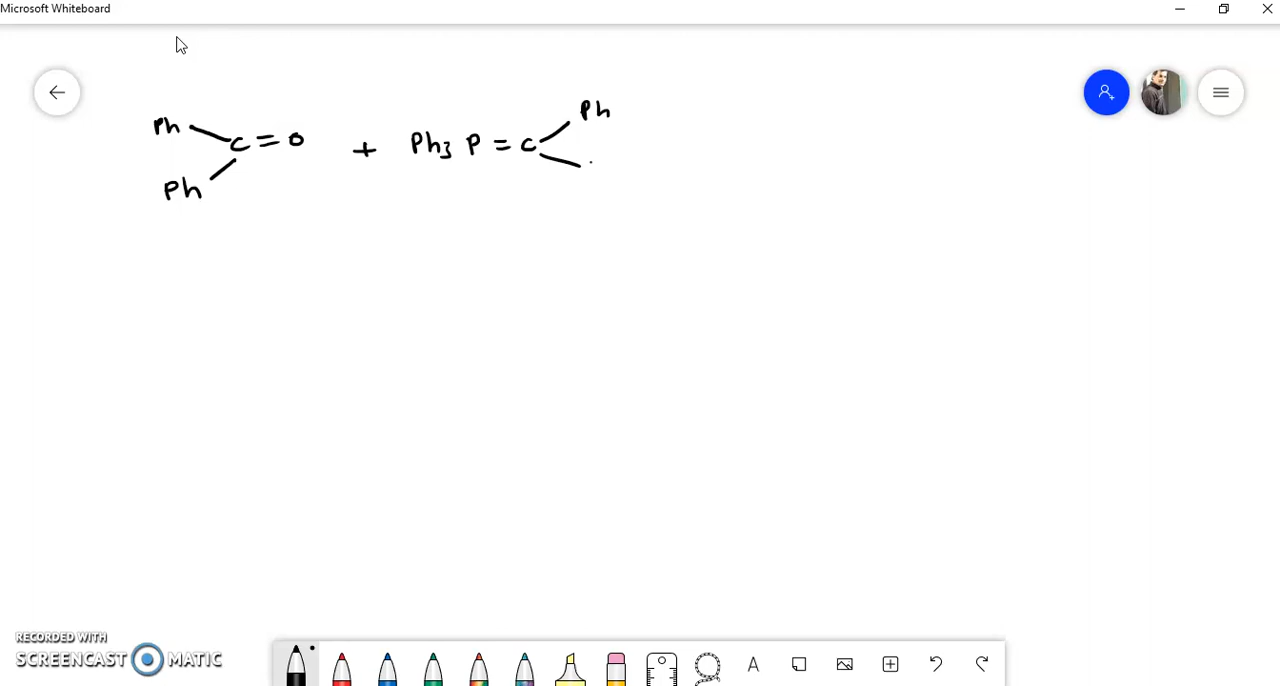 Microsoft Whiteboard
Ph
Ph
C = O + Ph3 P = C
Ph
RECORDED WITH
SCREENCAST MATIC
A